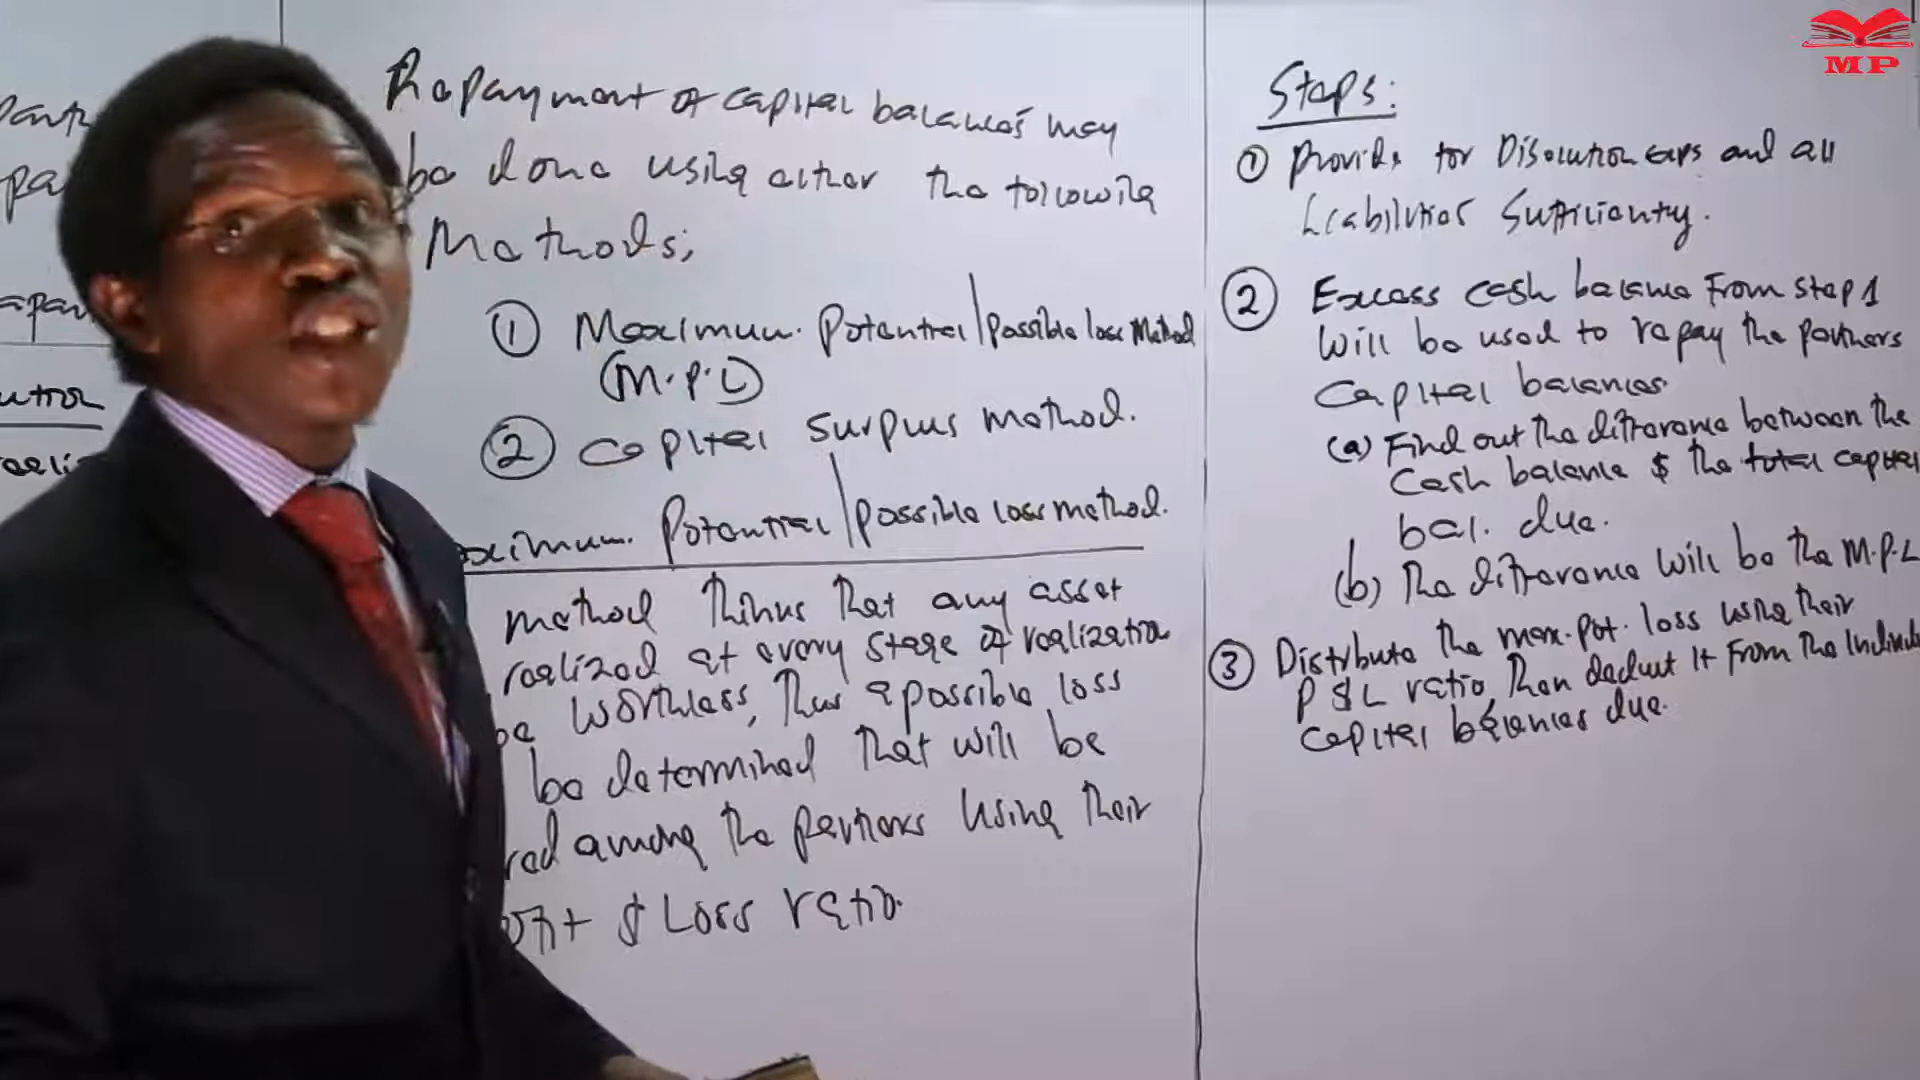 Repayment of capital balances may
be done using either the following
Methods;
① Maximum Potential/possible loss Method
(M.P.L)
② Capital surplus method.
ximum Potential/possible loss method.
method thinks that any asset
realized at every stage of realization
be worthless, thus a possible loss
be determined that will be
red among the partners using their
ofit & Loss ratio.
MP
Steps:
① Provide for Disolution exps and all
Liabilities Sufficiently.
② Excess cash balance From step 1
will be used to repay the partners
capital balances.
(a) Find out the difference between the
cash balance & the total capital
bal. due.
(b) The difference will be the M.P.L
③ Distribute the max. pot. loss using their
P & L ratio, then deduct it from the Individu
capital balances due.